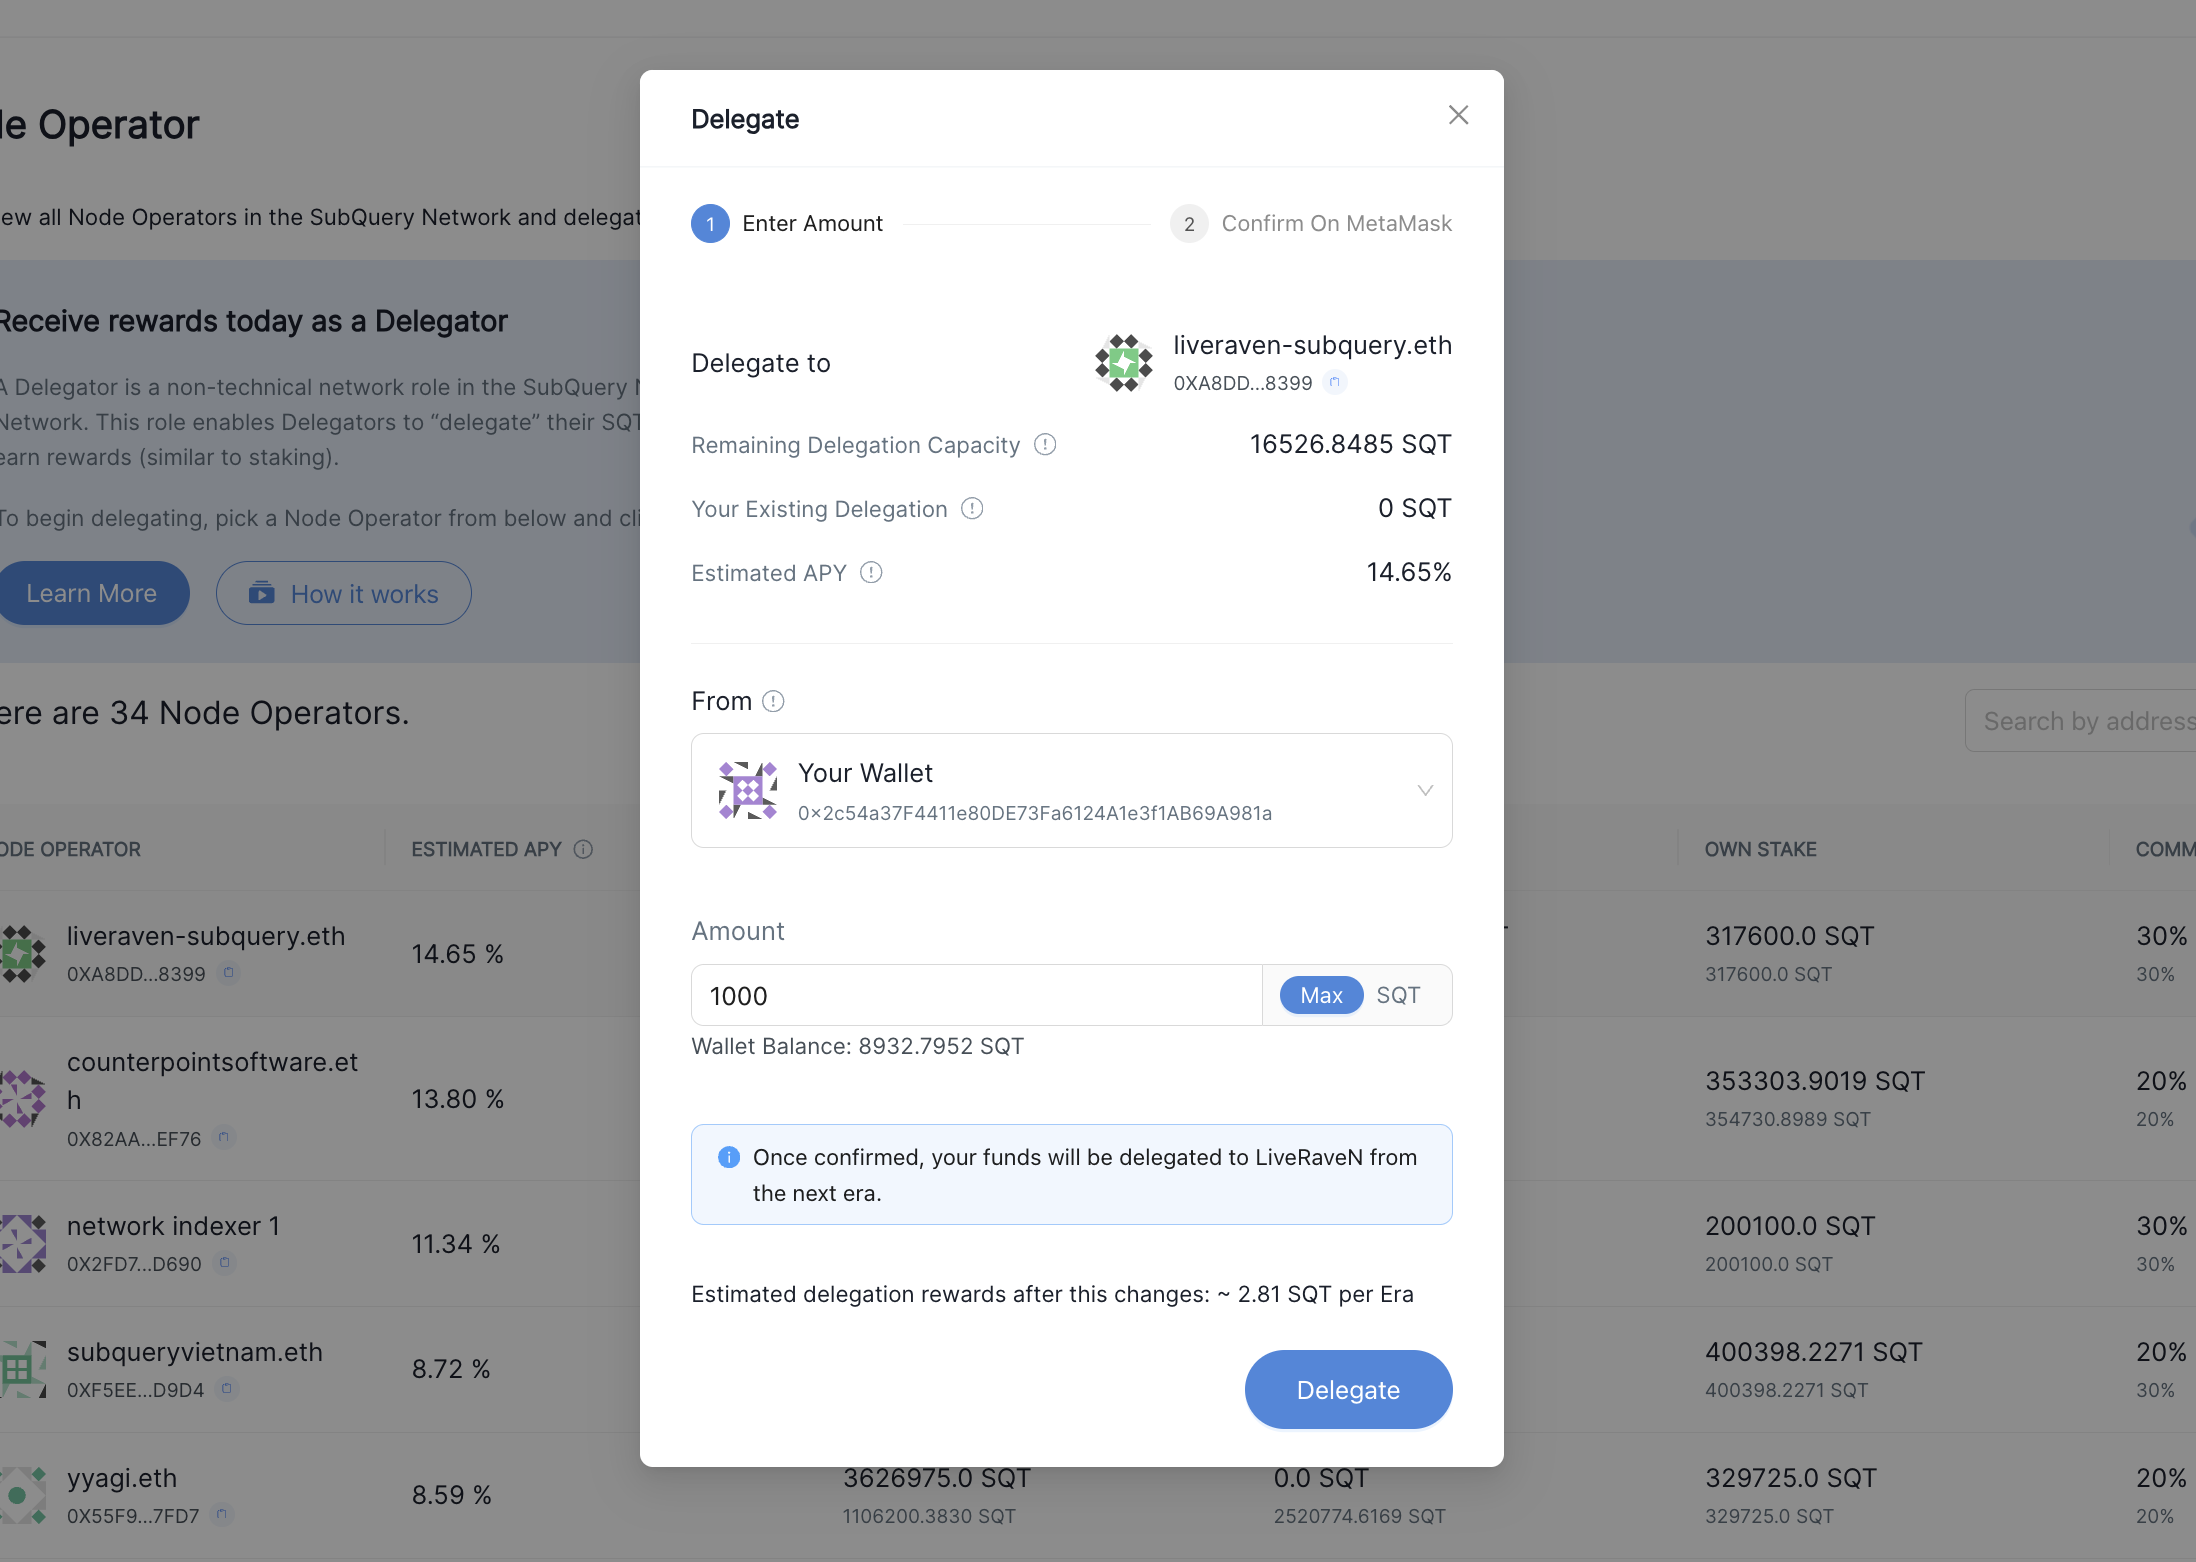 Operator
ew all Node Operators in the SubQuery Network and delegat
Receive rewards today as a Delegator
A Delegator is a non-technical network role in the SubQuery
Network. This role enables Delegators to “delegate” their SQT
earn rewards (similar to staking).
To begin delegating, pick a Node Operator from below and cli
Learn More
How it works
ere are 34 Node Operators.
Search by address
Delegate
1 Enter Amount
2 Confirm On MetaMask
Delegate to
liveraven-subquery.eth
0XA8DD...8399
Remaining Delegation Capacity
16526.8485 SQT
Your Existing Delegation
0 SQT
Estimated APY
14.65%
From
Your Wallet
0x2c54a37F4411e80DE73Fa6124A1e3f1AB69A981a
Amount
1000
Max SQT
Wallet Balance: 8932.7952 SQT
Once confirmed, your funds will be delegated to LiveRaveN from
the next era.
Estimated delegation rewards after this changes: ~ 2.81 SQT per Era
Delegate
ODE OPERATOR
ESTIMATED APY
OWN STAKE
COMM
liveraven-subquery.eth
0XA8DD...8399
14.65 %
317600.0 SQT
317600.0 SQT
30%
30%
counterpointsoftware.et
h
0X82AA...EF76
13.80 %
353303.9019 SQT
354730.8989 SQT
20%
20%
network indexer 1
0X2FD7...D690
11.34 %
200100.0 SQT
200100.0 SQT
30%
30%
subqueryvietnam.eth
0XF5EE...D9D4
8.72 %
400398.2271 SQT
400398.2271 SQT
20%
30%
yyagi.eth
0X55F9...7FD7
8.59 %
3626975.0 SQT
1106200.3830 SQT
0.0 SQT
2520774.6169 SQT
329725.0 SQT
329725.0 SQT
20%
20%